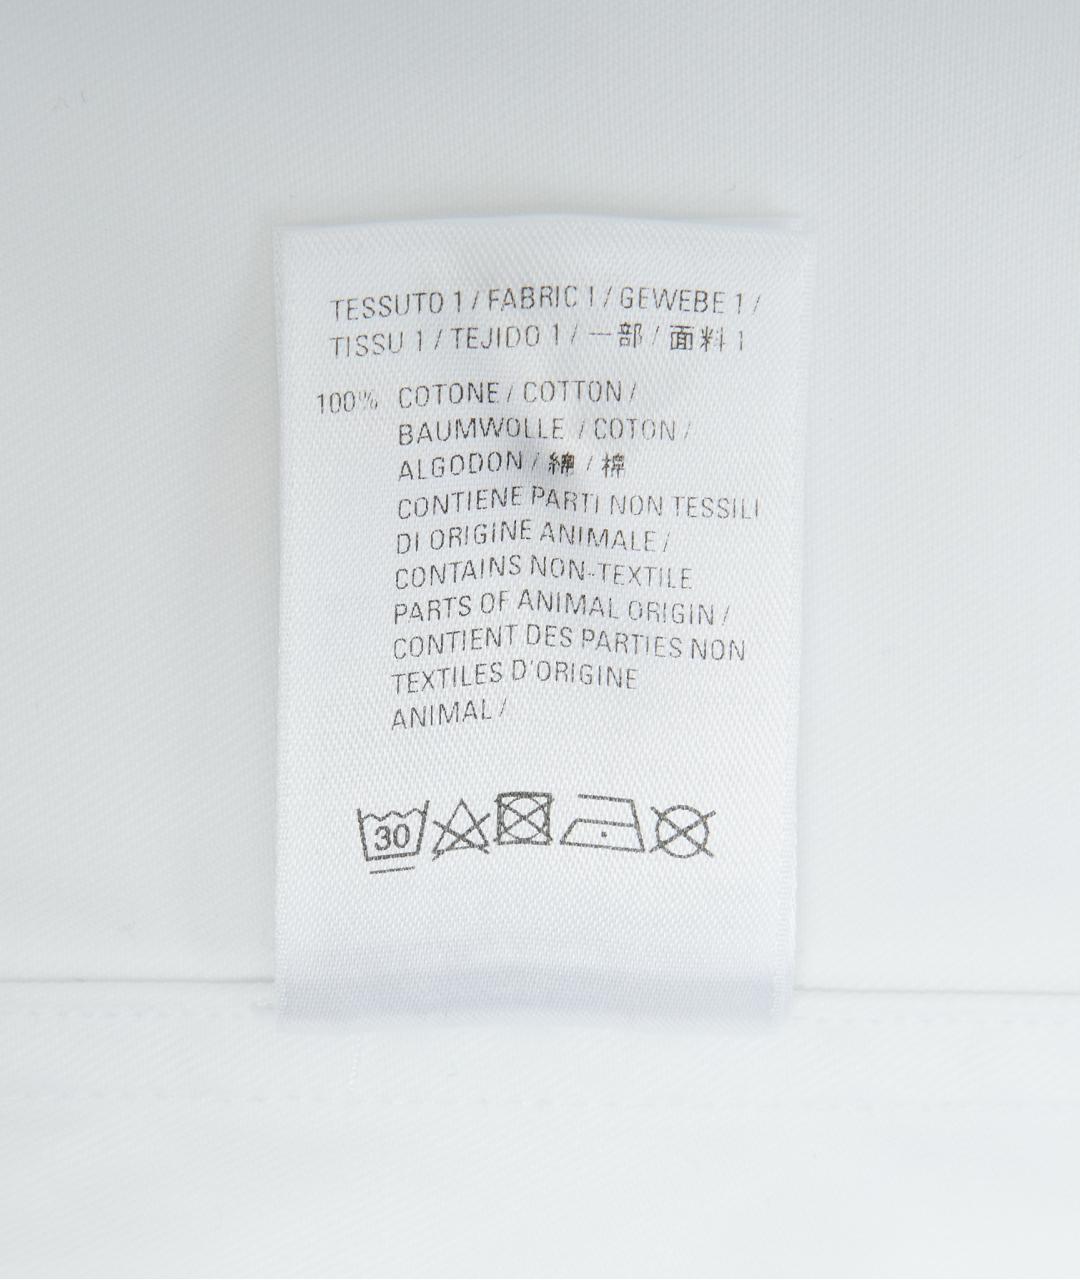 TESSUTO 1 / FABRIC 1 / GEWEBE 1 /
TISSU 1 / TEJIDO 1 / 一部 / 面料 1
100% COTONE / COTTON /
BAUMWOLLE / COTON /
ALGODON / 綿 / 棉
CONTIENE PARTI NON TESSILI
DI ORIGINE ANIMALE /
CONTAINS NON-TEXTILE
PARTS OF ANIMAL ORIGIN /
CONTIENT DES PARTIES NON
TEXTILES D'ORIGINE
ANIMAL /
30